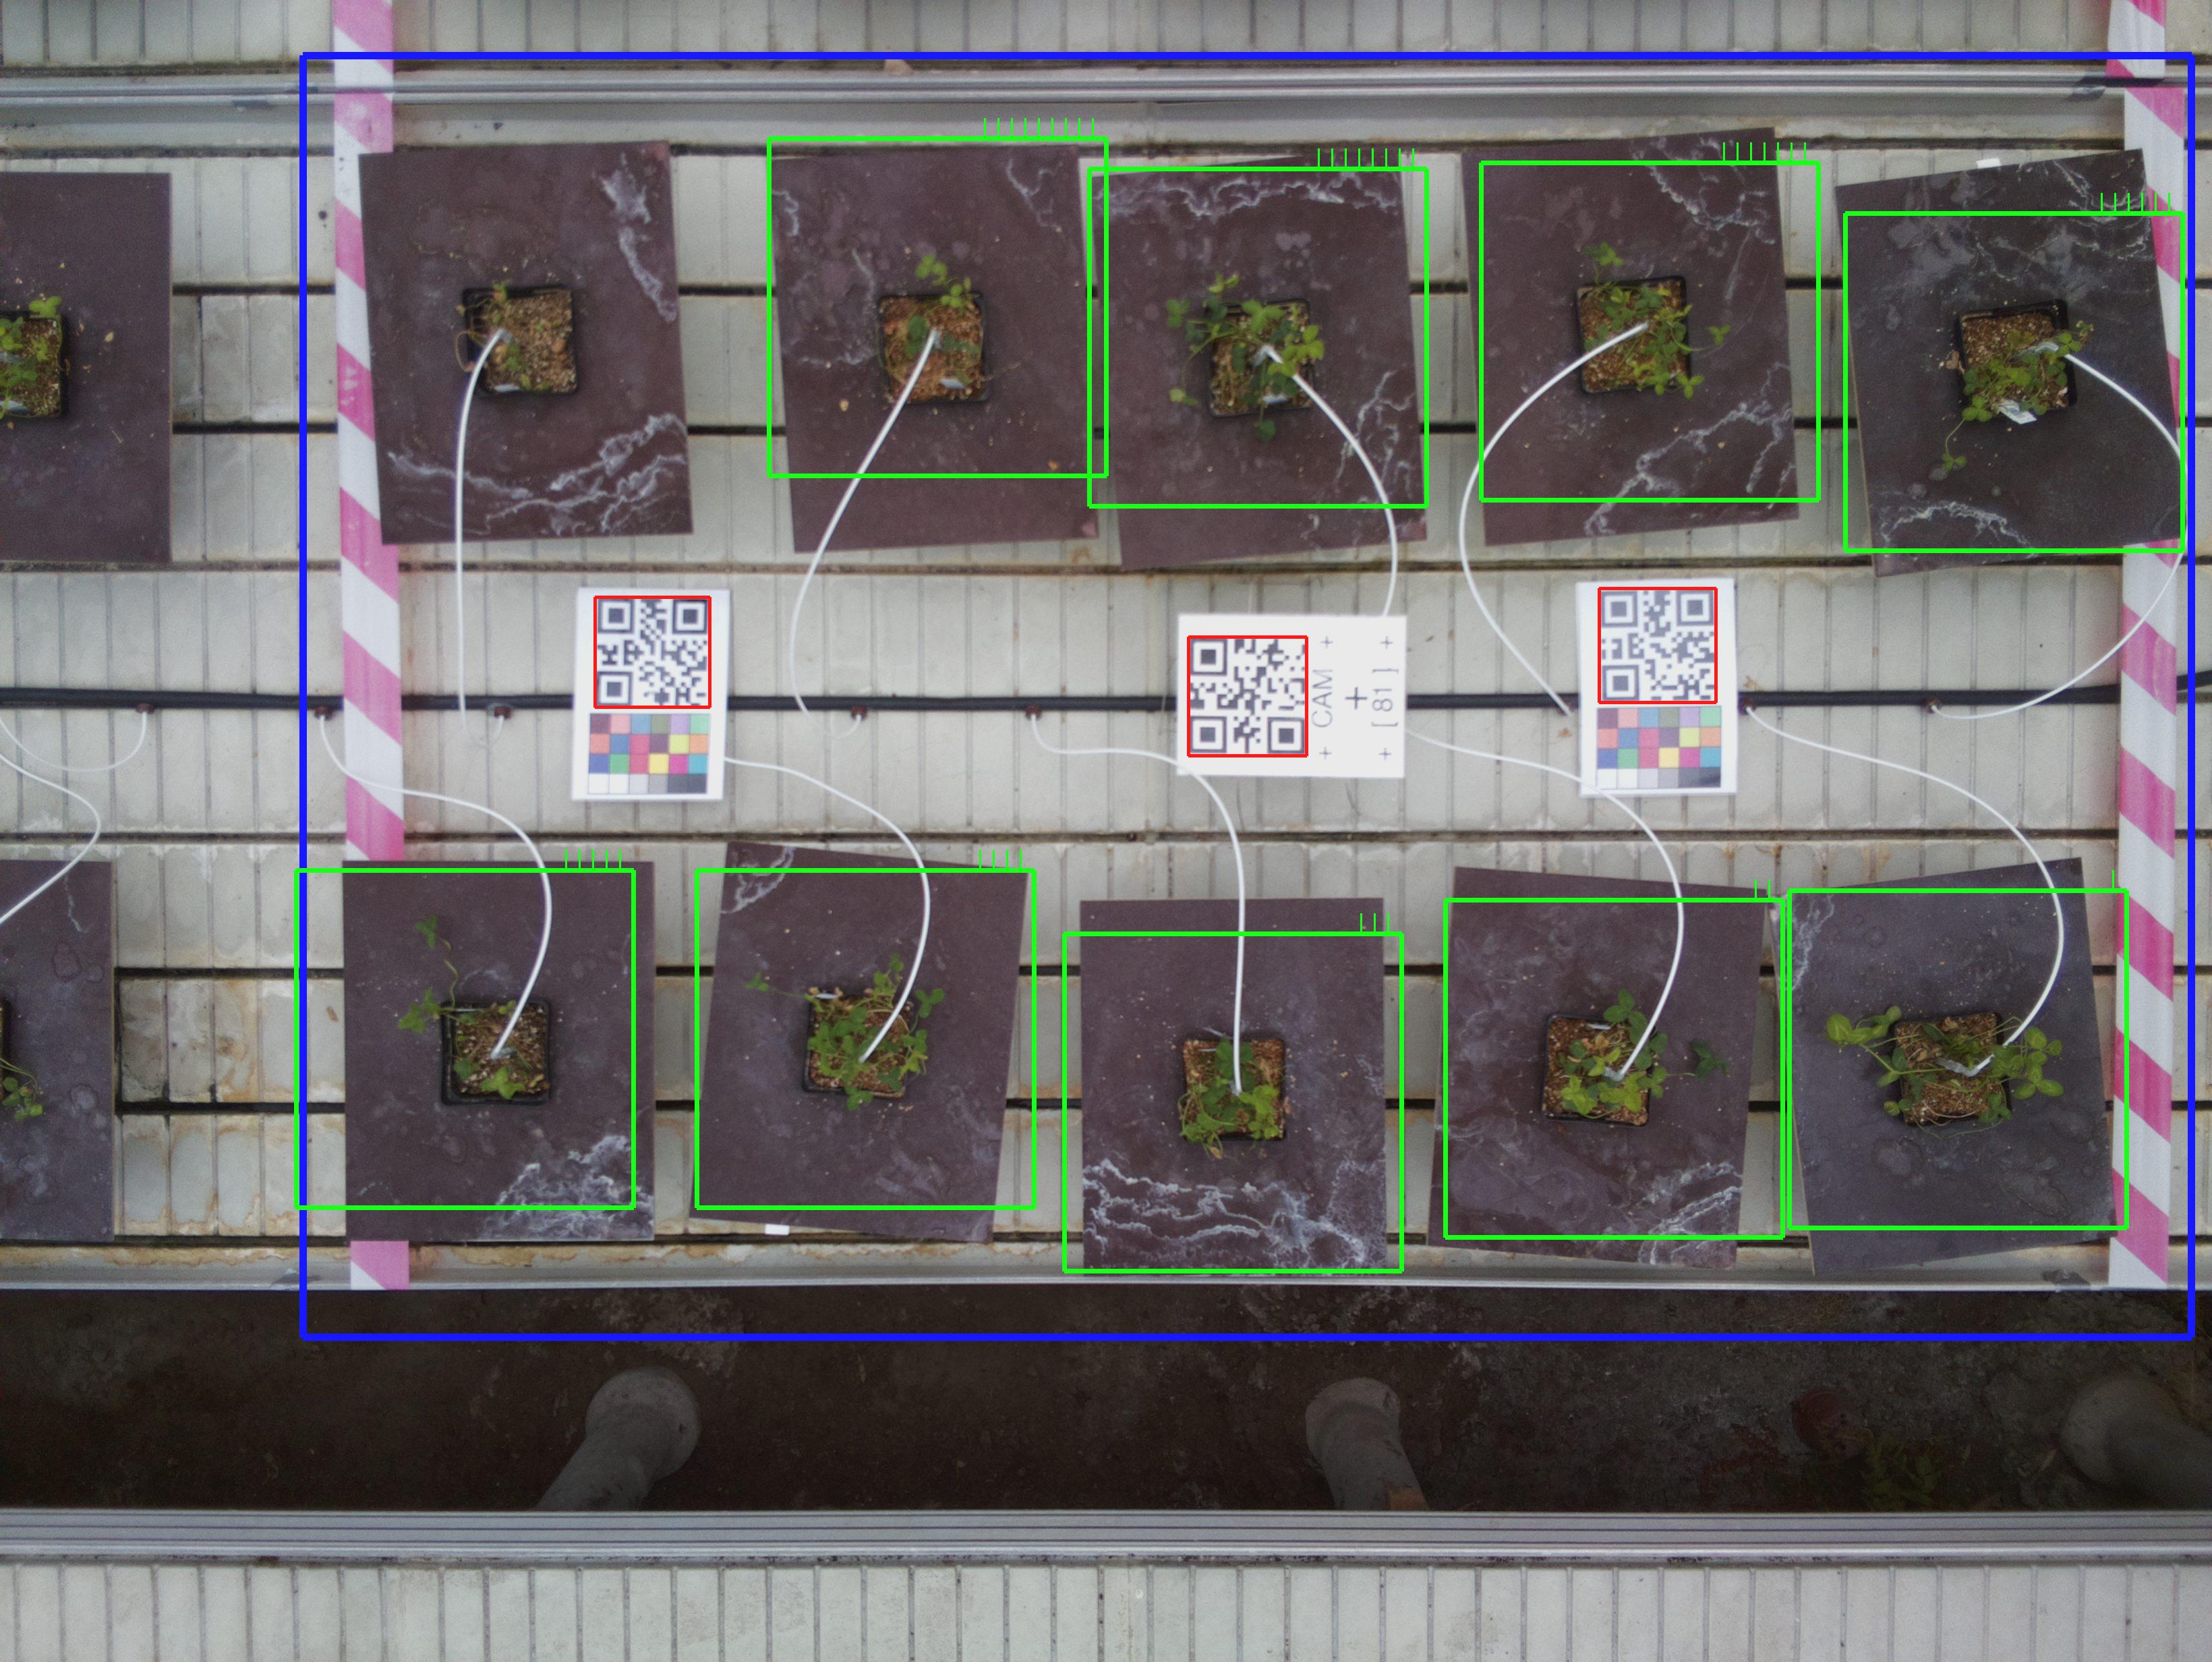 + CAM +
+
+ [ 81 ] +